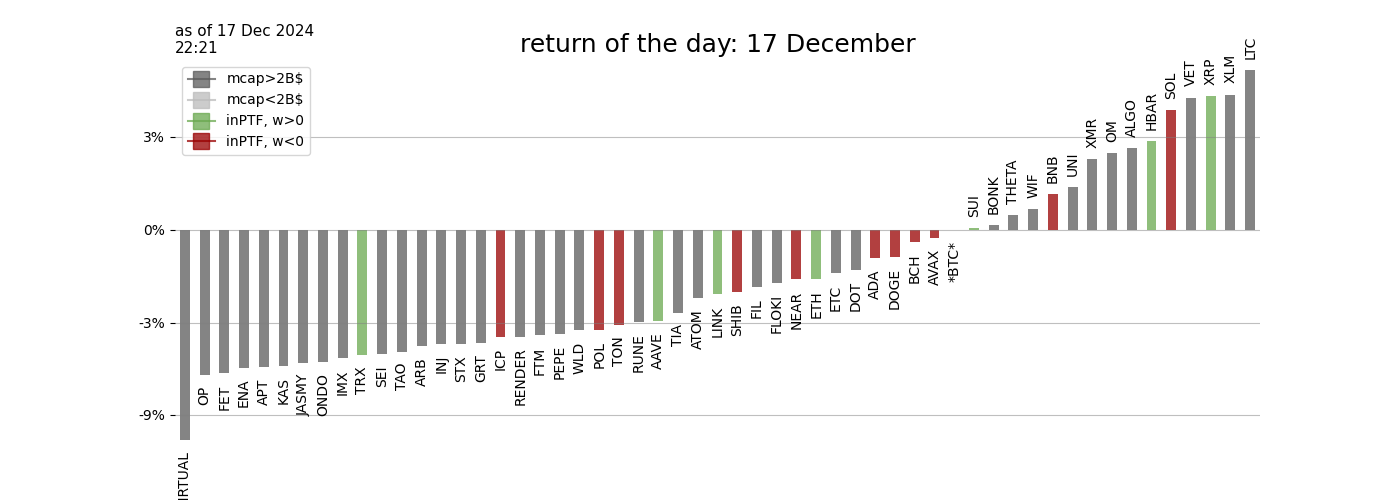 as of 17 Dec 2024
22:21
return of the day: 17 December
mcap>2B$
mcap<2B$
inPTF, w>0
inPTF, w<0
3%
0%
-3%
-9%
IRTUAL
OP
FET
ENA
APT
KAS
JASMY
ONDO
IMX
TRX
SEI
TAO
ARB
INJ
STX
GRT
ICP
RENDER
FTM
PEPE
WLD
POL
TON
RUNE
AAVE
TIA
ATOM
LINK
SHIB
FIL
FLOKI
NEAR
ETH
ETC
DOT
ADA
DOGE
BCH
AVAX
*BTC*
SUI
BONK
THETA
WIF
BNB
UNI
XMR
OM
ALGO
HBAR
SOL
VET
XRP
XLM
LTC